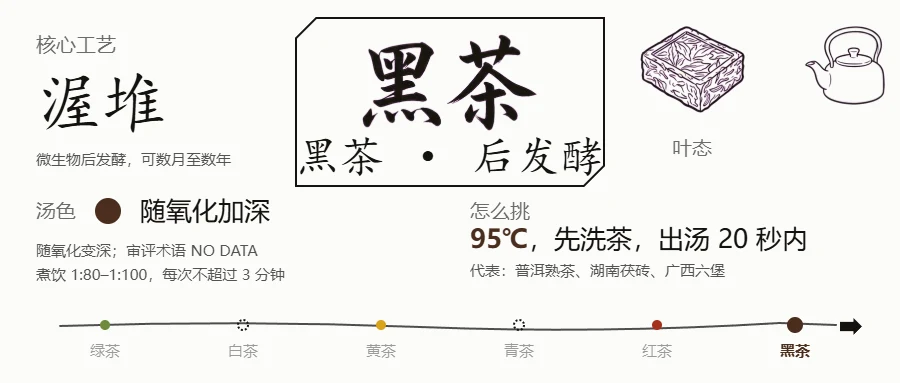 核心工艺
渥堆
微生物后发酵，可数月至数年
黑茶
黑茶 · 后发酵
叶态
汤色 随氧化加深
随氧化变深；审评术语 NO DATA
煮饮 1:80–1:100，每次不超过 3 分钟
怎么挑
95℃，先洗茶，出汤 20 秒内
代表：普洱熟茶、湖南茯砖、广西六堡
绿茶 白茶 黄茶 青茶 红茶 黑茶